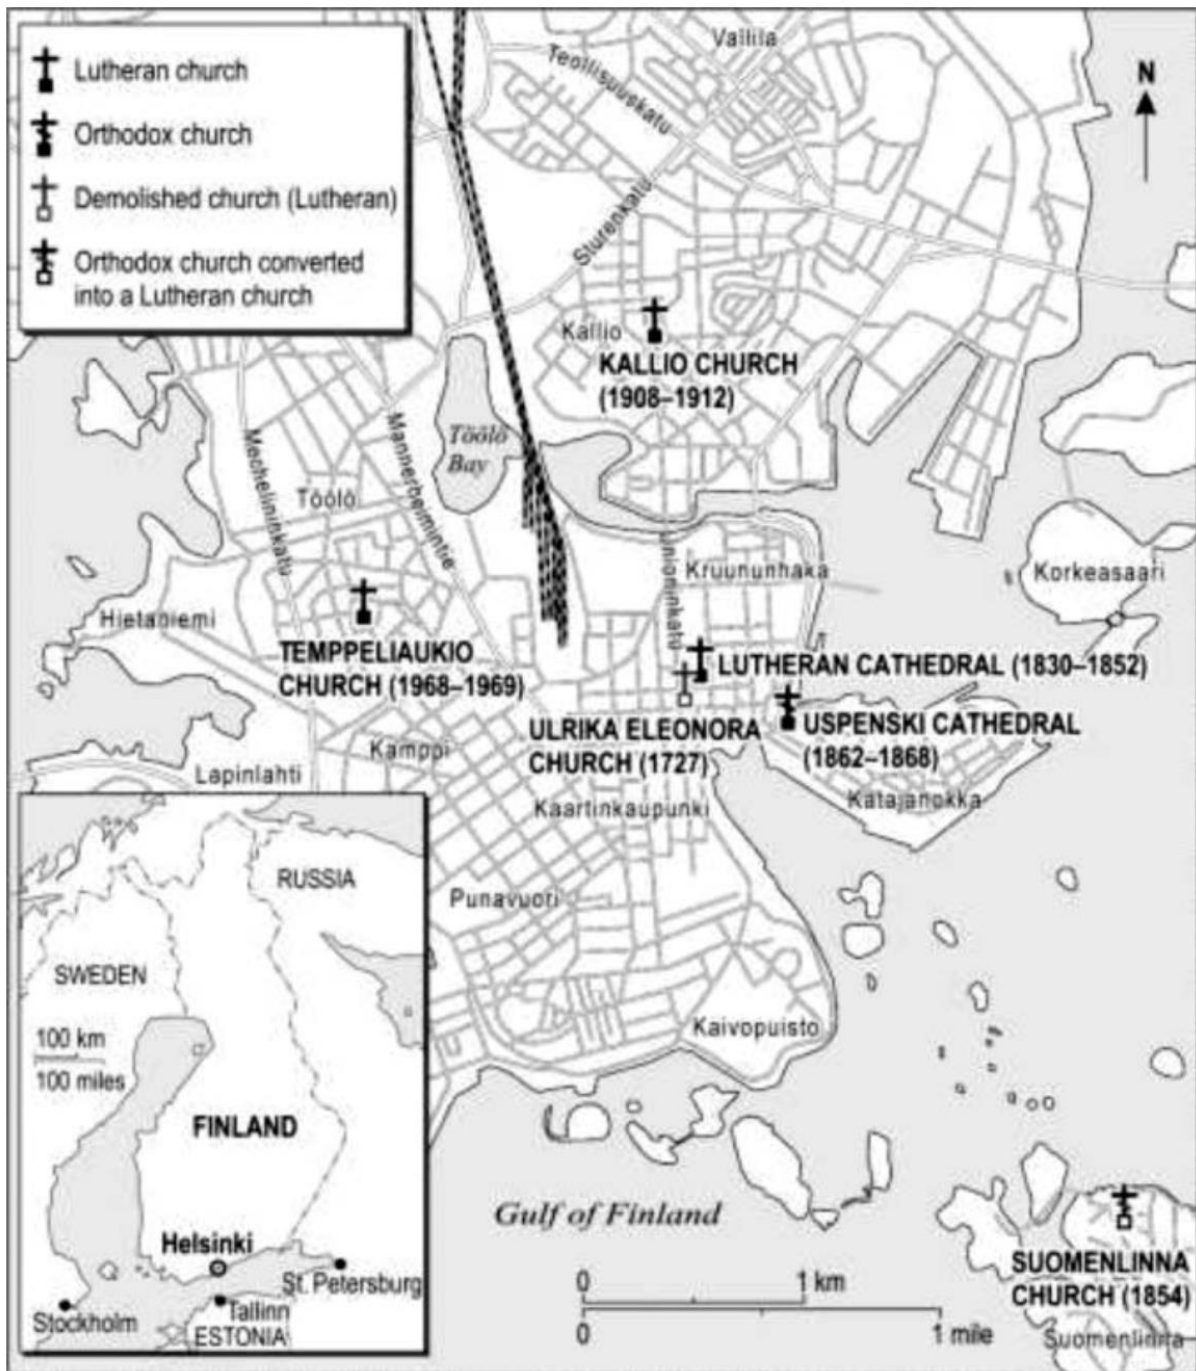 Lutheran church
Orthodox church
Demolished church (Lutheran)
Orthodox church converted
into a Lutheran church
N
Vallila
Teollisuuskatu
Sturenkatu
Kallio
KALLIO CHURCH
(1908–1912)
Töölö
Bay
Mechelininkatu
Mannerheimintie
Töölö
Unioninkatu
Kruununhaka
Korkeasaari
Hietaniemi
TEMPPELIAUKIO
CHURCH (1968–1969)
LUTHERAN CATHEDRAL (1830–1852)
ULRIKA ELEONORA
CHURCH (1727)
USPENSKI CATHEDRAL
(1862–1868)
Kamppi
Lapinlahti
Kaartinkaupunki
Katajanokka
Punavuori
Kaivopuisto
RUSSIA
SWEDEN
100 km
100 miles
FINLAND
Helsinki
St. Petersburg
Tallinn
Stockholm
ESTONIA
Gulf of Finland
0 1 km
0 1 mile
SUOMENLINNA
CHURCH (1854)
Suomenlinna